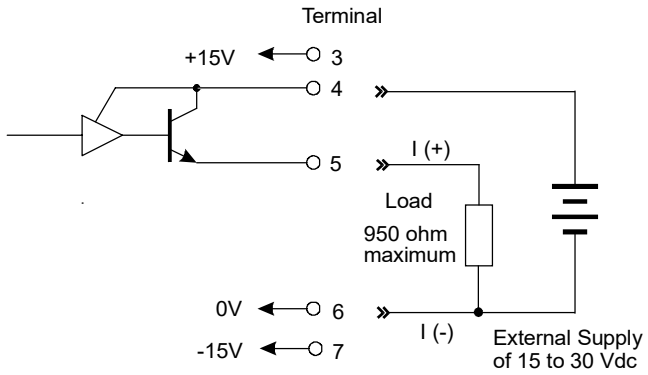 Terminal
+15V
3
4
5
I (+)
Load
950 ohm
maximum
0V
6
I (-)
-15V
7
External Supply
of 15 to 30 Vdc